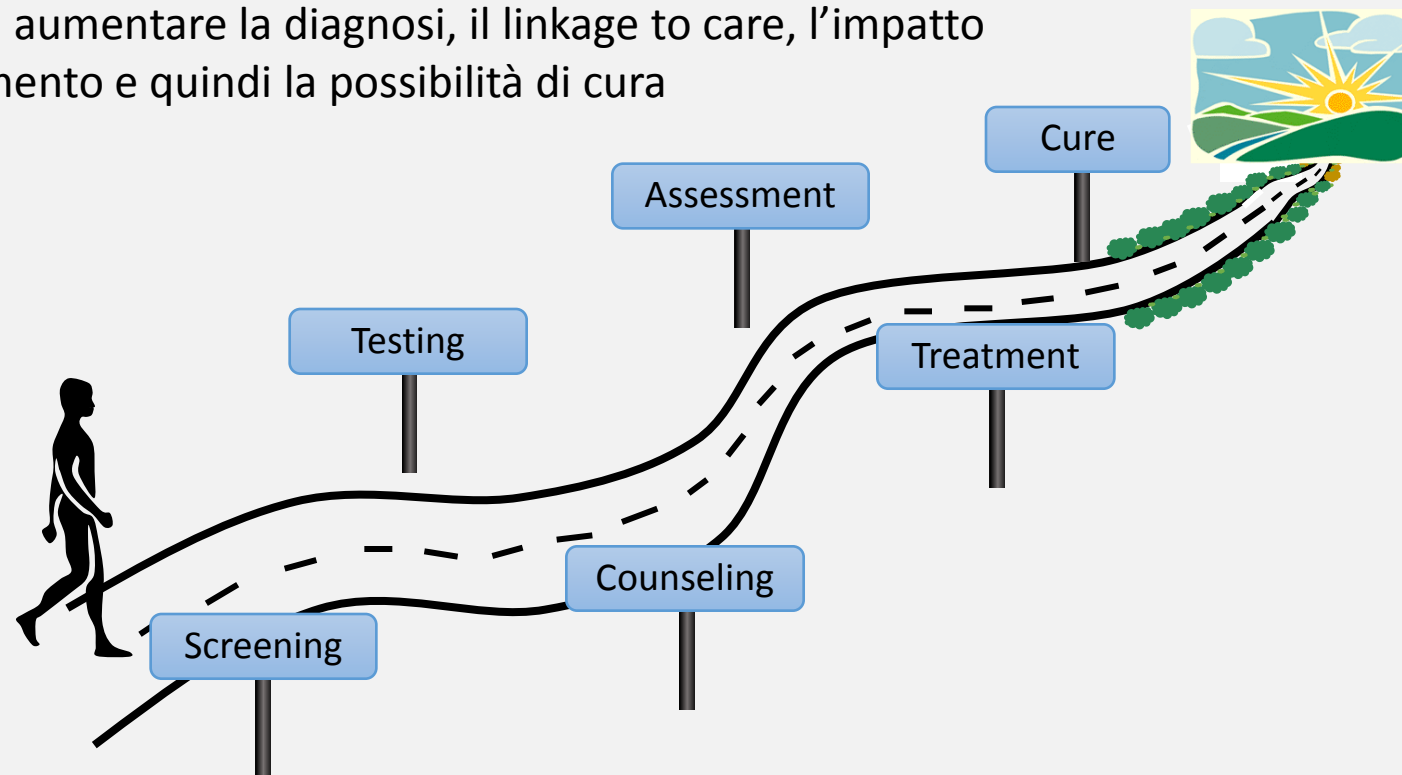 aumentare la diagnosi, il linkage to care, l’impatto
mento e quindi la possibilità di cura
Cure
Assessment
Testing
Treatment
Counseling
Screening